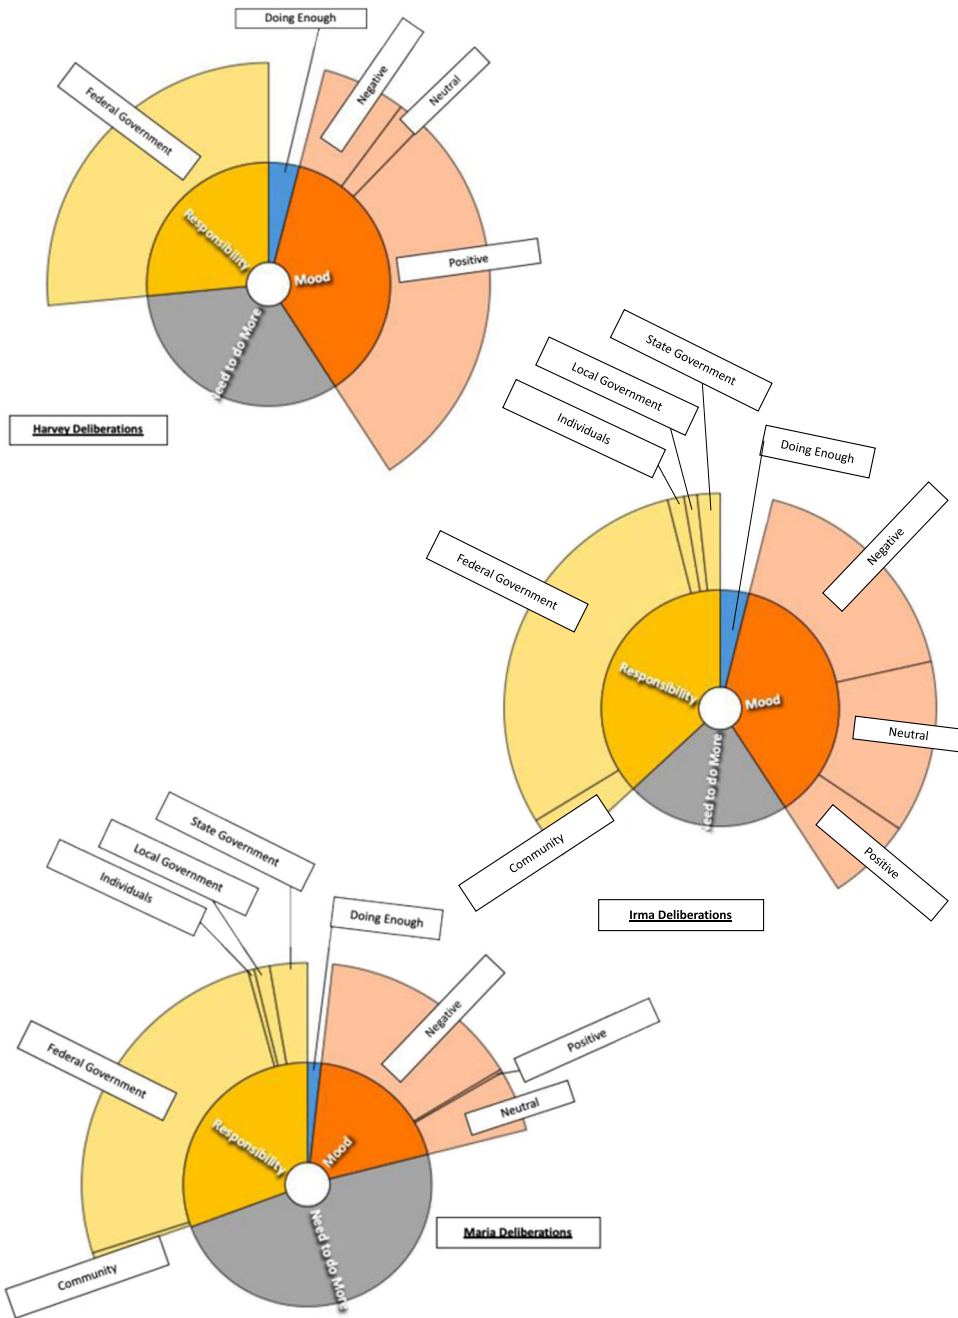 Doing Enough
Negative
Neutral
Federal Government
Responsibility
Mood
Positive
Need to do More
Harvey Deliberations
State Government
Local Government
Individuals
Doing Enough
Negative
Federal Government
Responsibility
Mood
Neutral
Need to do More
Community
Positive
Irma Deliberations
State Government
Local Government
Individuals
Doing Enough
Negative
Positive
Federal Government
Neutral
Responsibility
Mood
Need to do More
Maria Deliberations
Community